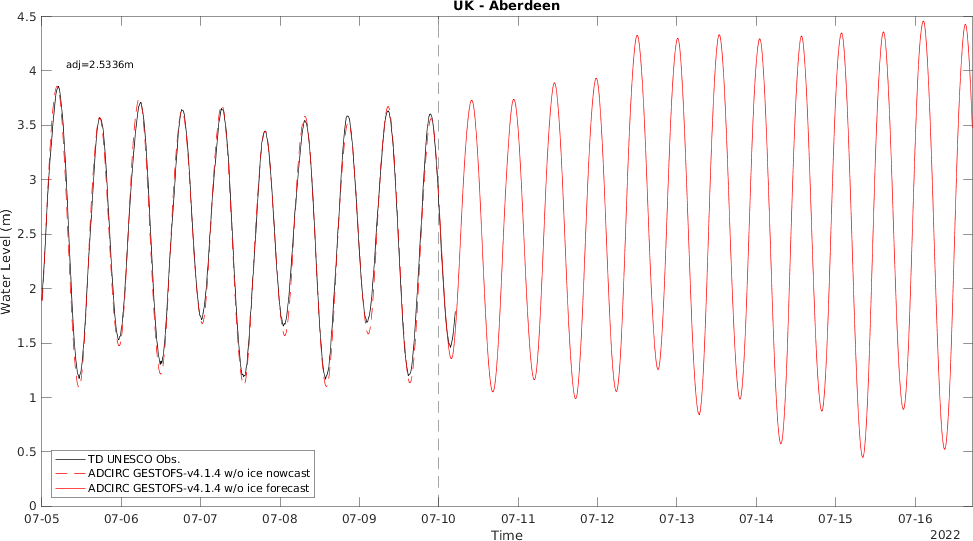 UK - Aberdeen
4.5
4
3.5
3
2.5
2
1.5
1
0.5
0
Water Level (m)
adj=2.5336m
TD UNESCO Obs.
ADCIRC GESTOFS-v4.1.4 w/o ice nowcast
ADCIRC GESTOFS-v4.1.4 w/o ice forecast
07-05 07-06 07-07 07-08 07-09 07-10 07-11 07-12 07-13 07-14 07-15 07-16
Time
2022